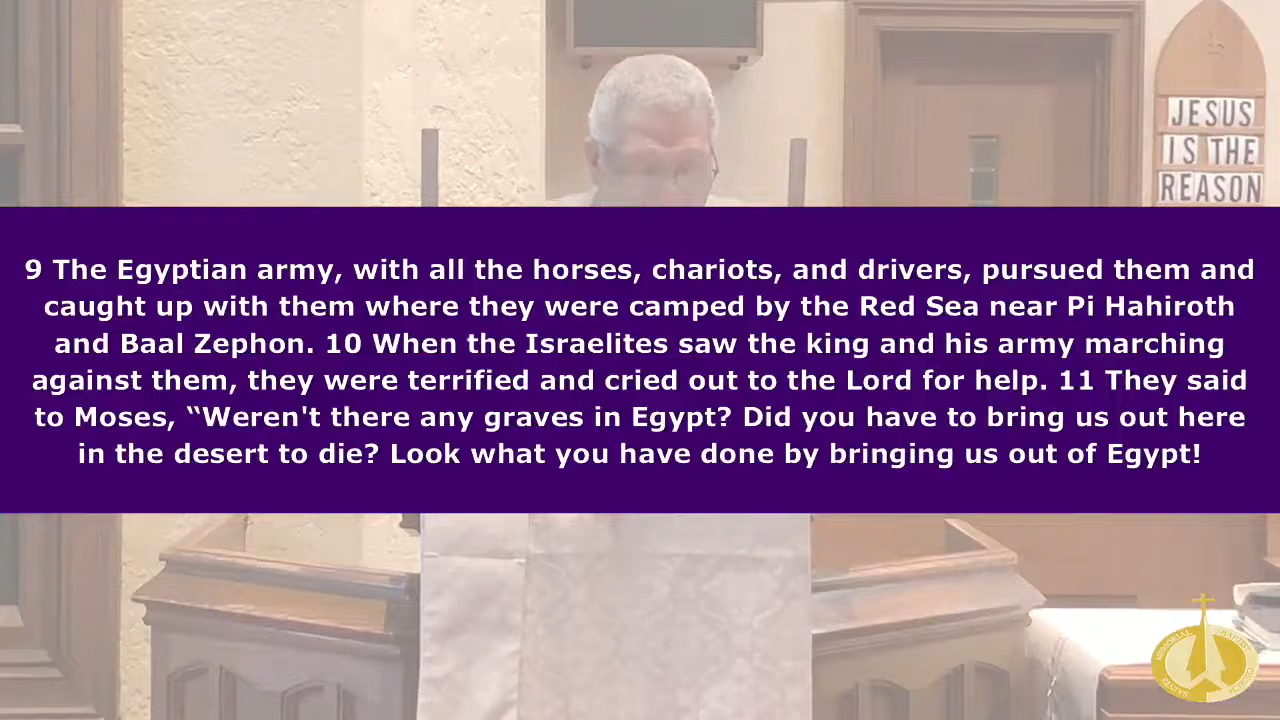 JESUS
IS THE
REASON
9 The Egyptian army, with all the horses, chariots, and drivers, pursued them and
caught up with them where they were camped by the Red Sea near Pi Hahiroth
and Baal Zephon. 10 When the Israelites saw the king and his army marching
against them, they were terrified and cried out to the Lord for help. 11 They said
to Moses, “Weren't there any graves in Egypt? Did you have to bring us out here
in the desert to die? Look what you have done by bringing us out of Egypt!
MEMORIAL